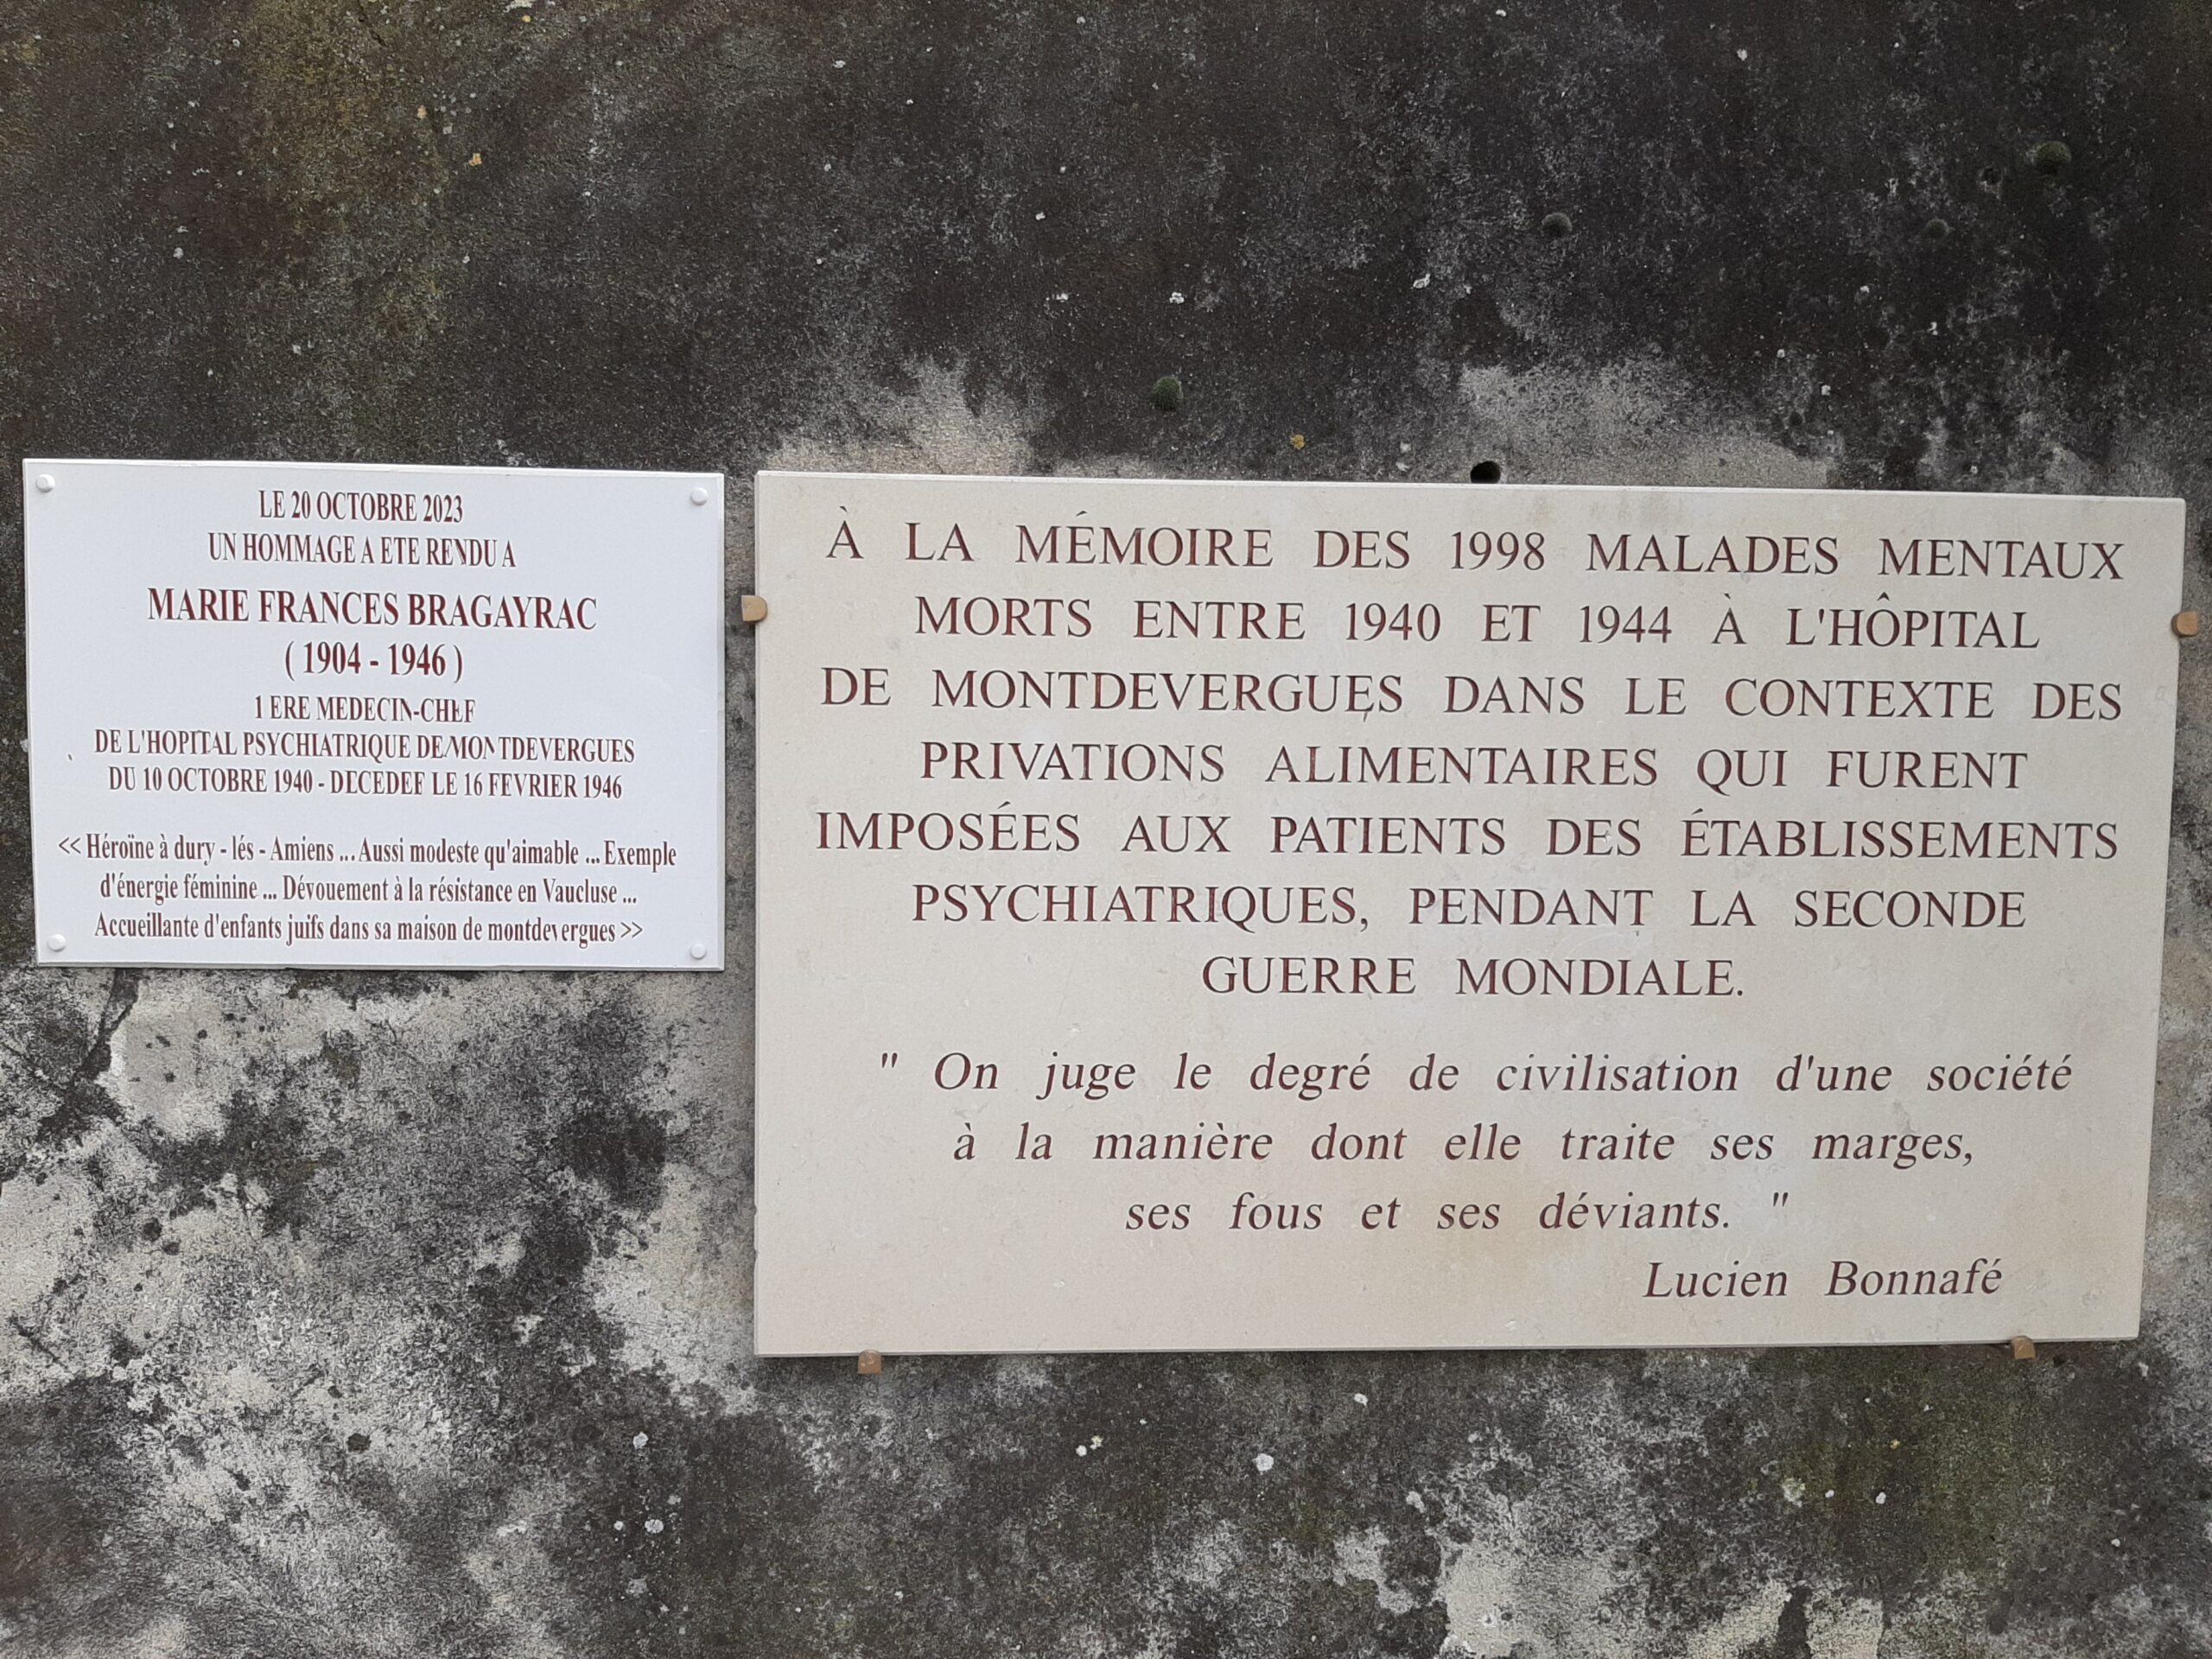 LE 20 OCTOBRE 2023
UN HOMMAGE A ETE RENDU A
MARIE FRANCES BRAGAYRAC
( 1904 - 1946 )
1 ERE MEDECIN-CHEF
DE L'HOPITAL PSYCHIATRIQUE DE MONTDEVERGUES
DU 10 OCTOBRE 1940 - DECEDEE LE 16 FEVRIER 1946
<< Héroïne à dury - lés - Amiens ... Aussi modeste qu'aimable ... Exemple
d'énergie féminine ... Dévouement à la résistance en Vaucluse ...
Accueillante d'enfants juifs dans sa maison de montdevergues >>
À LA MÉMOIRE DES 1998 MALADES MENTAUX
MORTS ENTRE 1940 ET 1944 À L'HÔPITAL
DE MONTDEVERGUES DANS LE CONTEXTE DES
PRIVATIONS ALIMENTAIRES QUI FURENT
IMPOSÉES AUX PATIENTS DES ÉTABLISSEMENTS
PSYCHIATRIQUES, PENDANT LA SECONDE
GUERRE MONDIALE.
" On juge le degré de civilisation d'une société
à la manière dont elle traite ses marges,
ses fous et ses déviants. "
Lucien Bonnafé